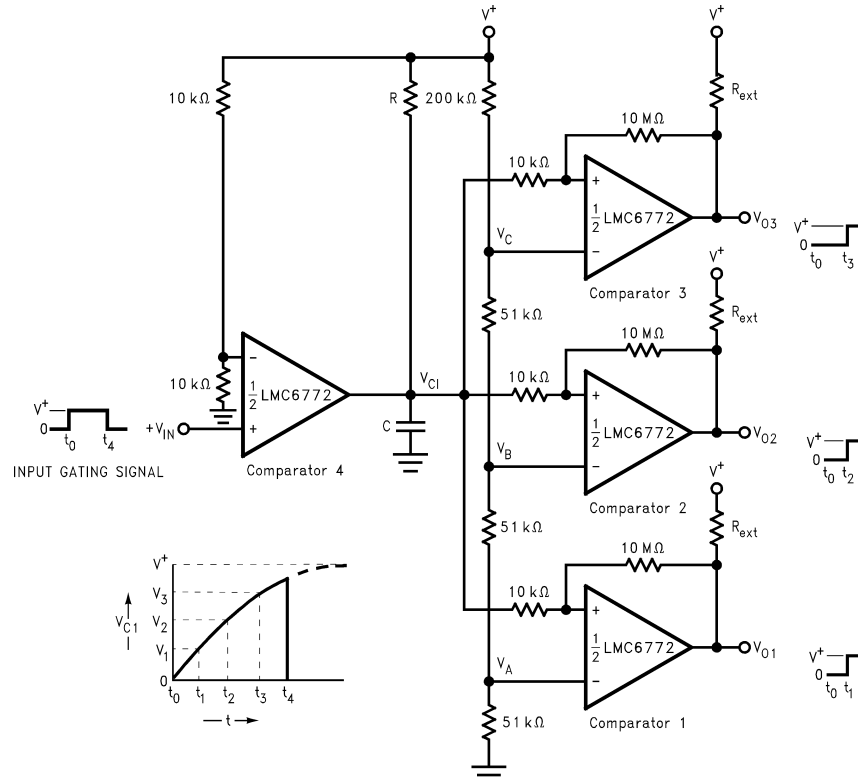 V+
V+
10 kΩ
R
200 kΩ
Rext
10 MΩ
10 kΩ
+
1/2 LMC6772
−
VO3
V+
0
t0 t3
VC
Comparator 3
V+
51 kΩ
Rext
10 MΩ
10 kΩ
+
1/2 LMC6772
−
VO2
V+
0
t0 t2
VB
Comparator 2
−
10 kΩ
1/2 LMC6772
+
VCI
C
V+
0
t0 t4
+VIN
INPUT GATING SIGNAL
Comparator 4
V+
51 kΩ
Rext
10 MΩ
10 kΩ
+
1/2 LMC6772
−
VO1
V+
0
t0 t1
VA
51 kΩ
Comparator 1
V+
V3
V2
V1
0
VC1
t0 t1 t2 t3 t4
t